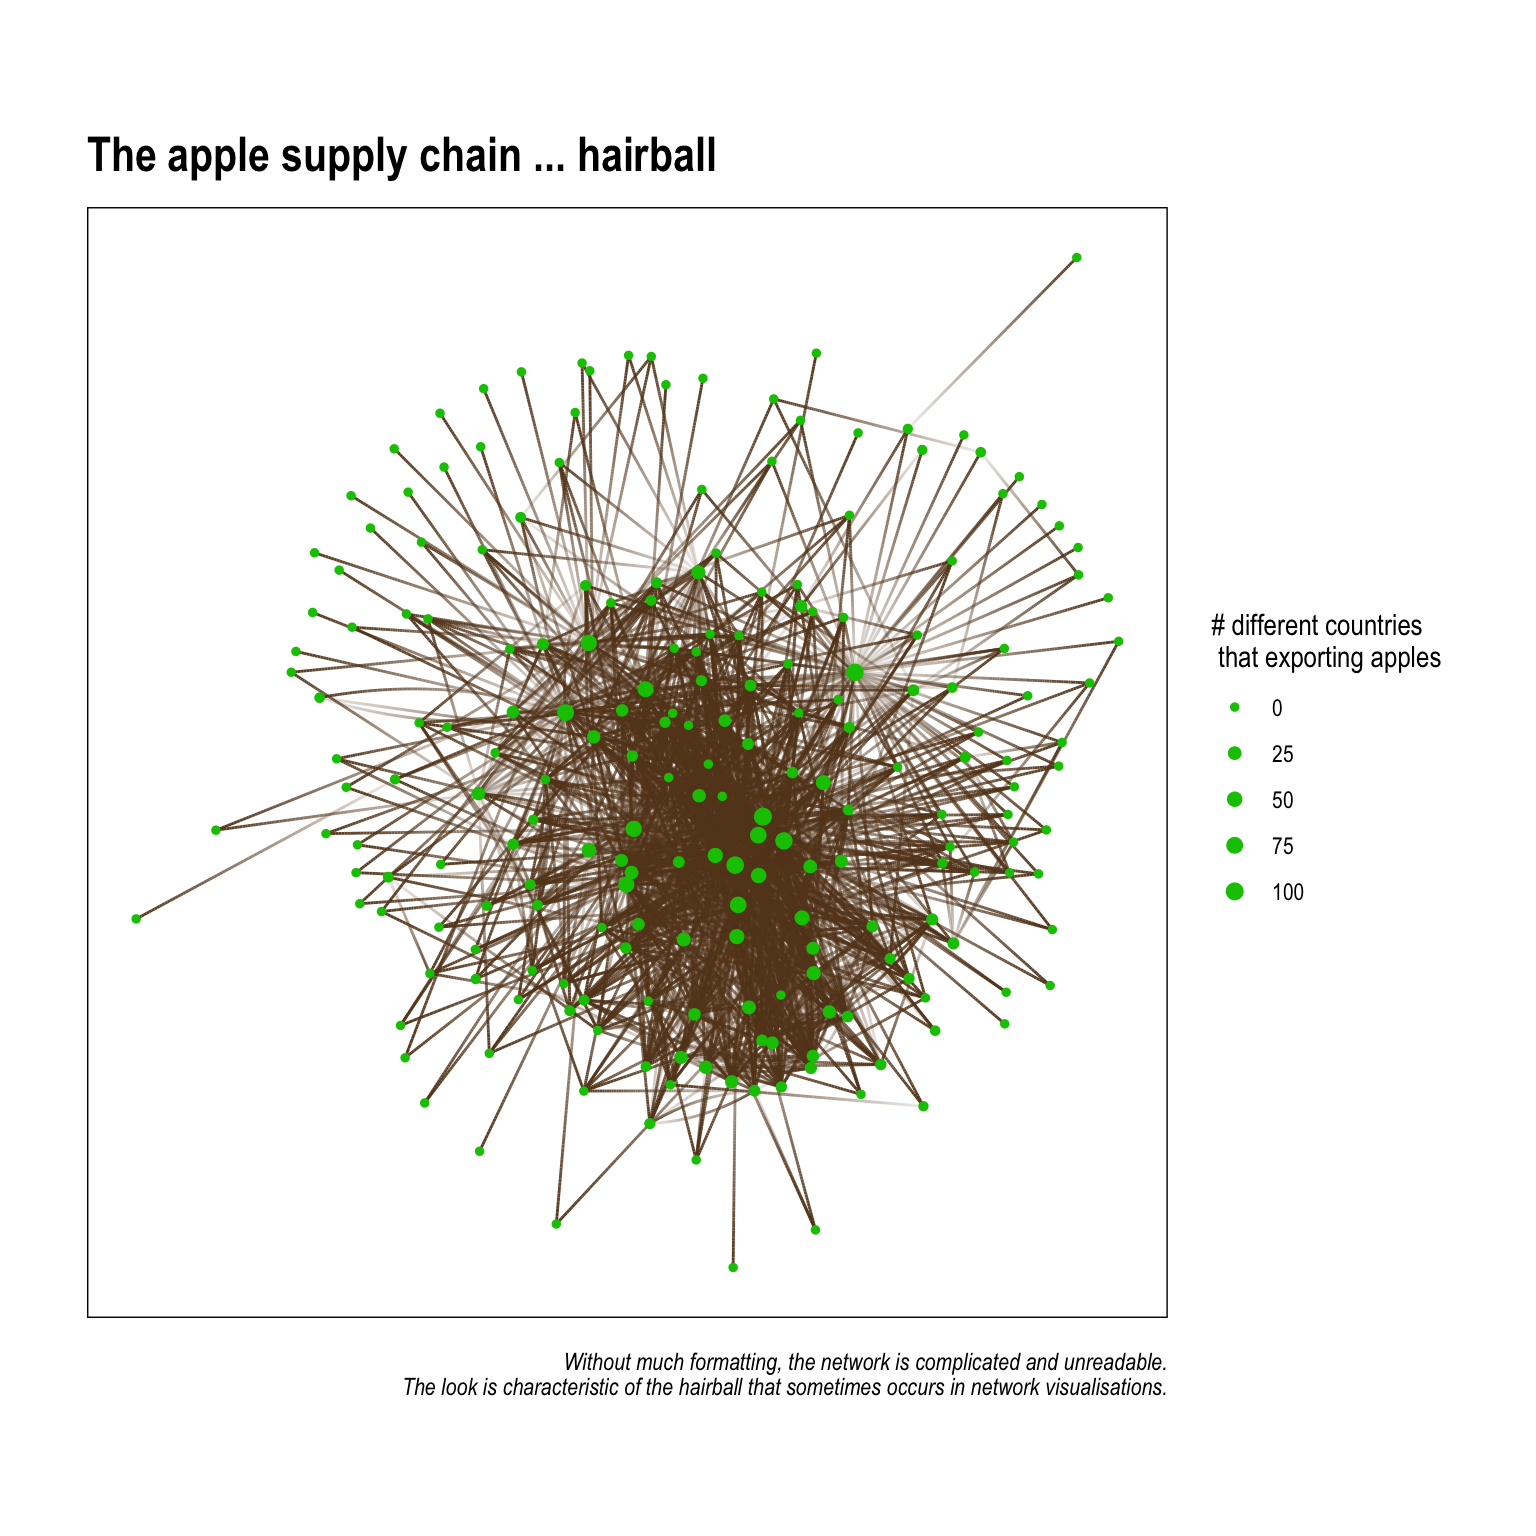 The apple supply chain ... hairball
# different countries
that exporting apples
0
25
50
75
100
Without much formatting, the network is complicated and unreadable.
The look is characteristic of the hairball that sometimes occurs in network visualisations.